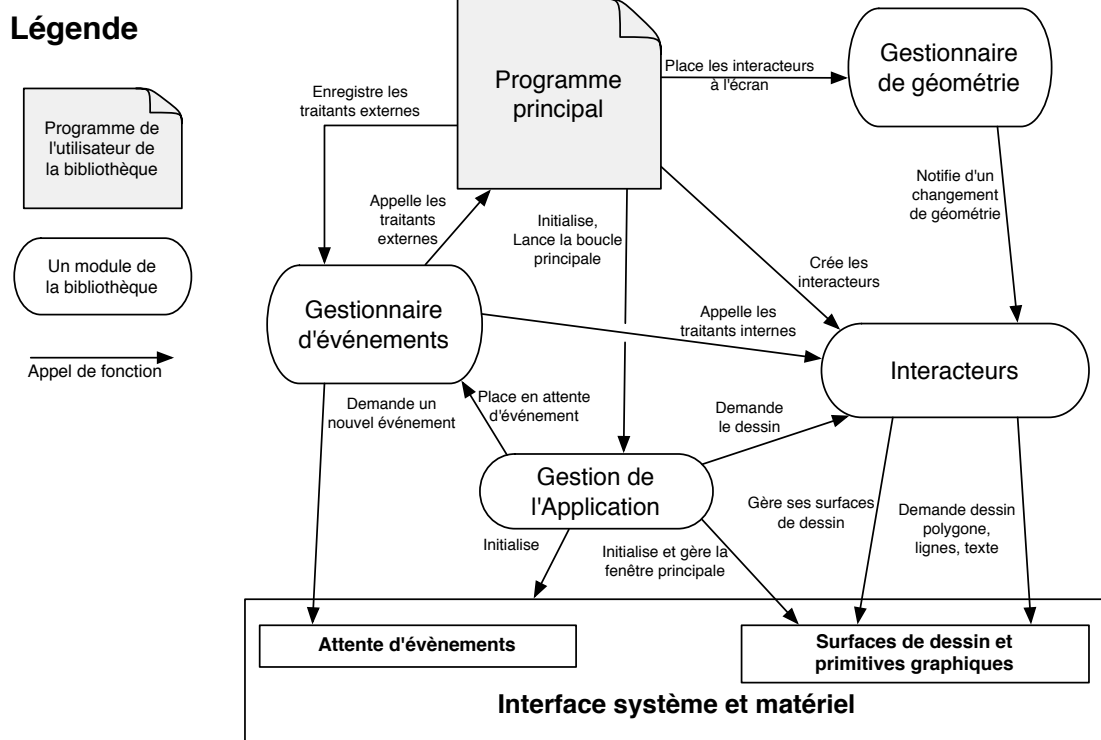 Légende
Programme de
l'utilisateur de
la bibliothèque
Un module de
la bibliothèque
Appel de fonction
Programme
principal
Place les interacteurs
à l'écran
Gestionnaire
de géométrie
Enregistre les
traitants externes
Appelle les
traitants
externes
Initialise,
Lance la boucle
principale
Notifie d'un
changement
de géométrie
Crée les
interacteurs
Gestionnaire
d'événements
Appelle les
traitants internes
Interacteurs
Demande un
nouvel événement
Place en attente
d'événement
Demande
le dessin
Gestion de
l'Application
Gère ses surfaces
de dessin
Demande dessin
polygone,
lignes, texte
Initialise
Initialise et gère la
fenêtre principale
Attente d'évènements
Surfaces de dessin et
primitives graphiques
Interface système et matériel